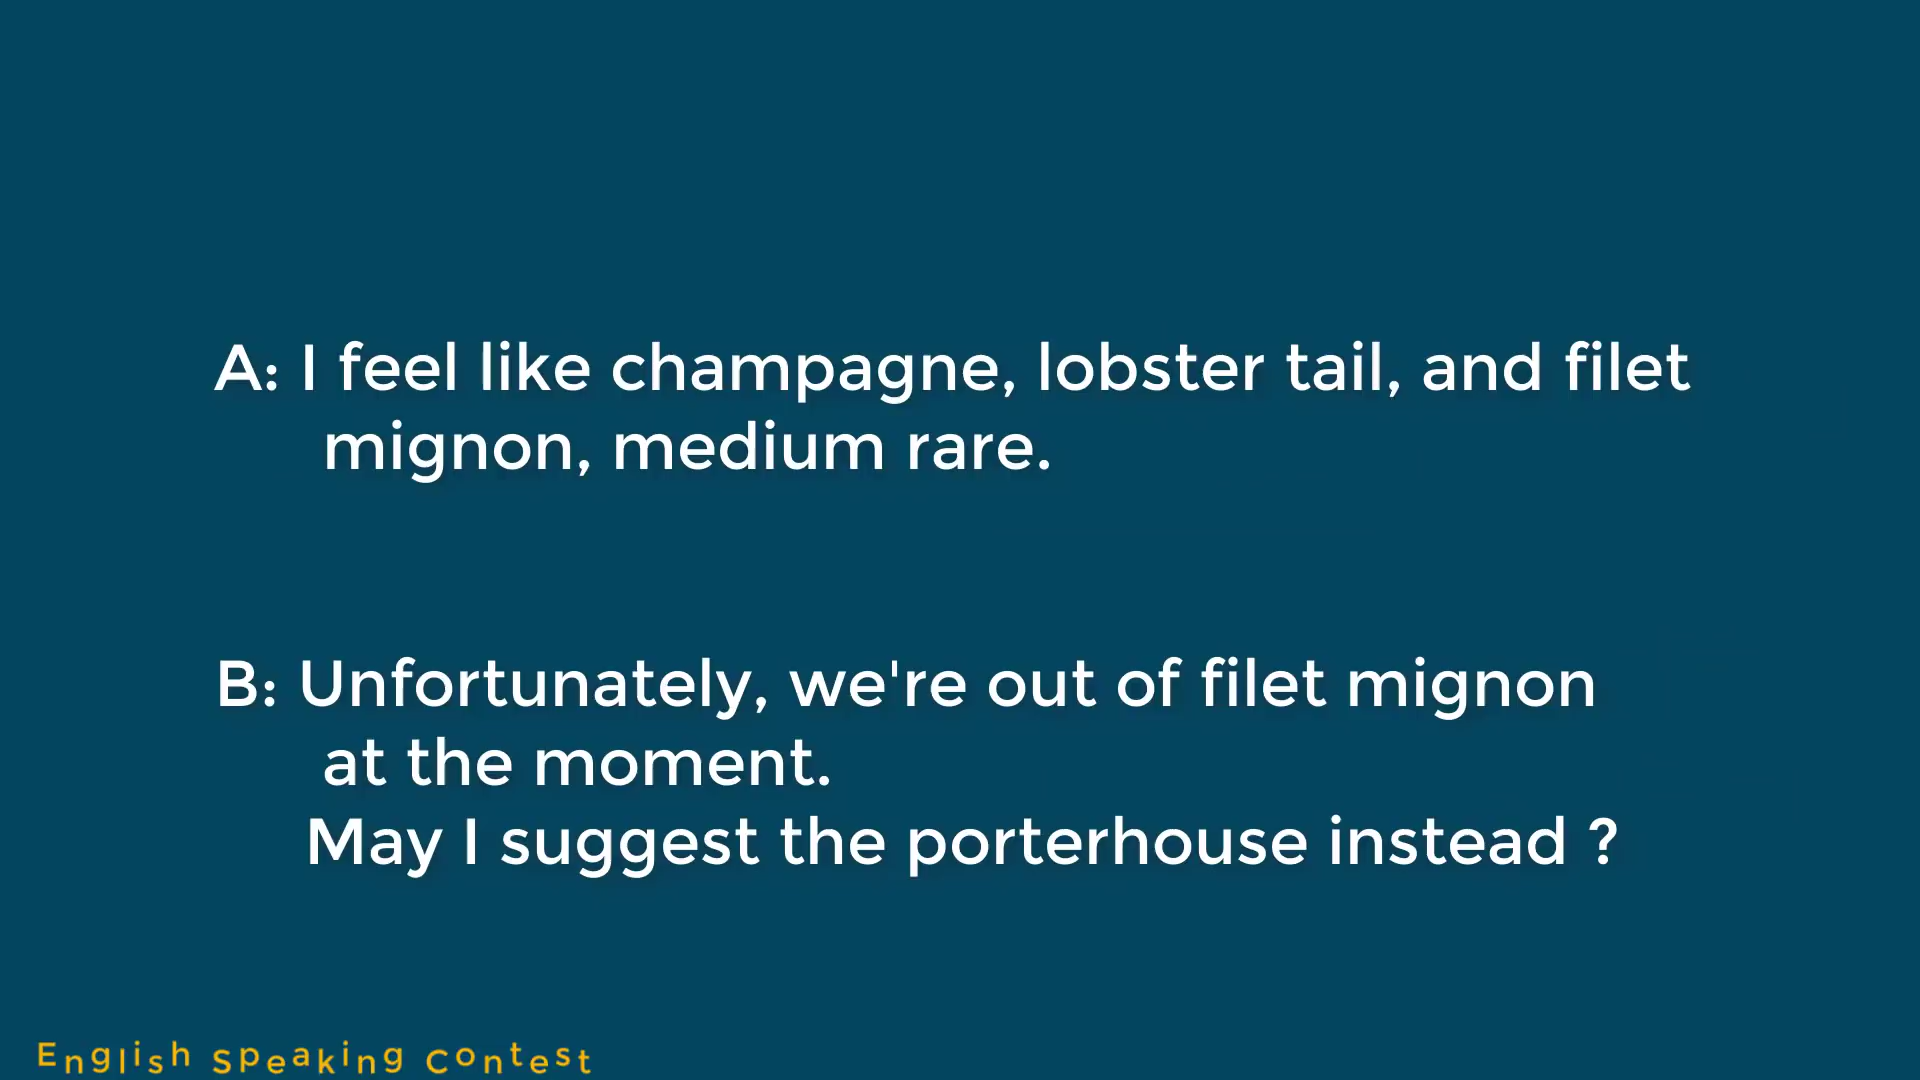 A: I feel like champagne, lobster tail, and filet
mignon, medium rare.
B: Unfortunately, we're out of filet mignon
at the moment.
May I suggest the porterhouse instead ?
English Speaking Contest